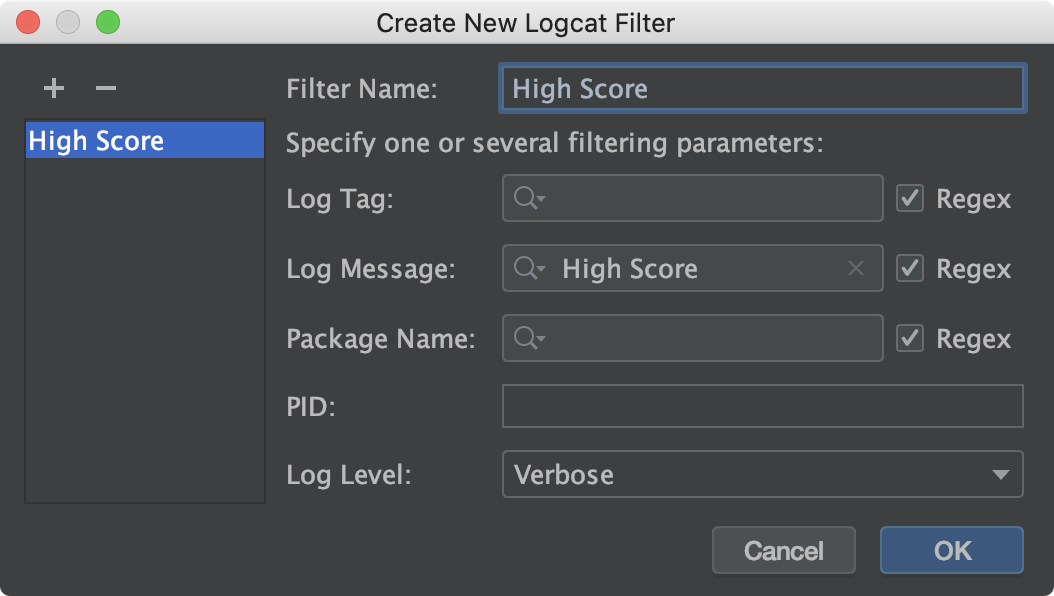 Create New Logcat Filter
Filter Name: High Score
High Score
Specify one or several filtering parameters:
Log Tag: Regex
Log Message: High Score Regex
Package Name: Regex
PID:
Log Level: Verbose
Cancel OK